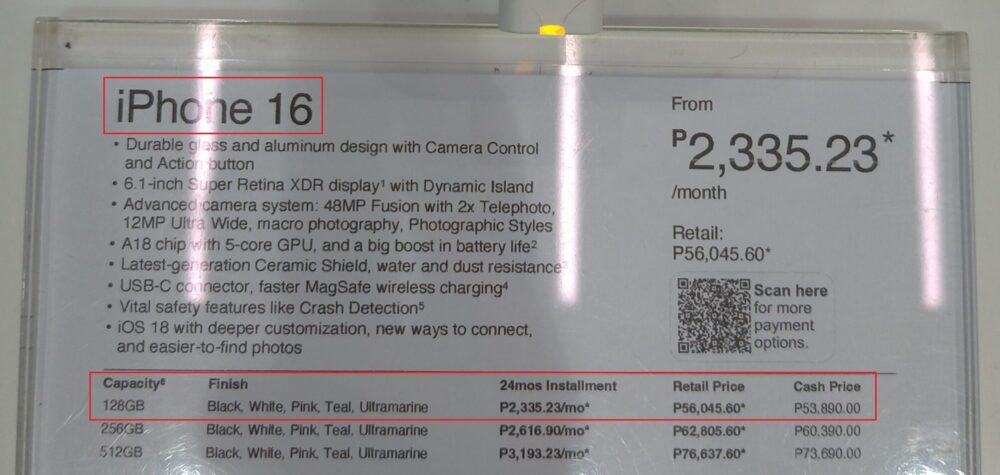 iPhone 16
• Durable glass and aluminum design with Camera Control
and Action button
• 6.1-inch Super Retina XDR display¹ with Dynamic Island
• Advanced camera system: 48MP Fusion with 2x Telephoto,
12MP Ultra Wide, macro photography, Photographic Styles
• A18 chip with 5-core GPU, and a big boost in battery life²
• Latest-generation Ceramic Shield, water and dust resistance³
• USB-C connector, faster MagSafe wireless charging⁴
• Vital safety features like Crash Detection⁵
• iOS 18 with deeper customization, new ways to connect,
and easier-to-find photos
From
₱2,335.23*
/month
Retail:
P56,045.60*
Scan here
for more
payment
options.
Capacity⁶ Finish 24mos Installment Retail Price Cash Price
128GB Black, White, Pink, Teal, Ultramarine P2,335.23/mo* P56,045.60* P53,890.00
256GB Black, White, Pink, Teal, Ultramarine P2,616.90/mo* P62,805.60* P60,390.00
512GB Black, White, Pink, Teal, Ultramarine P3,193.23/mo* P76,637.60* P73,690.00